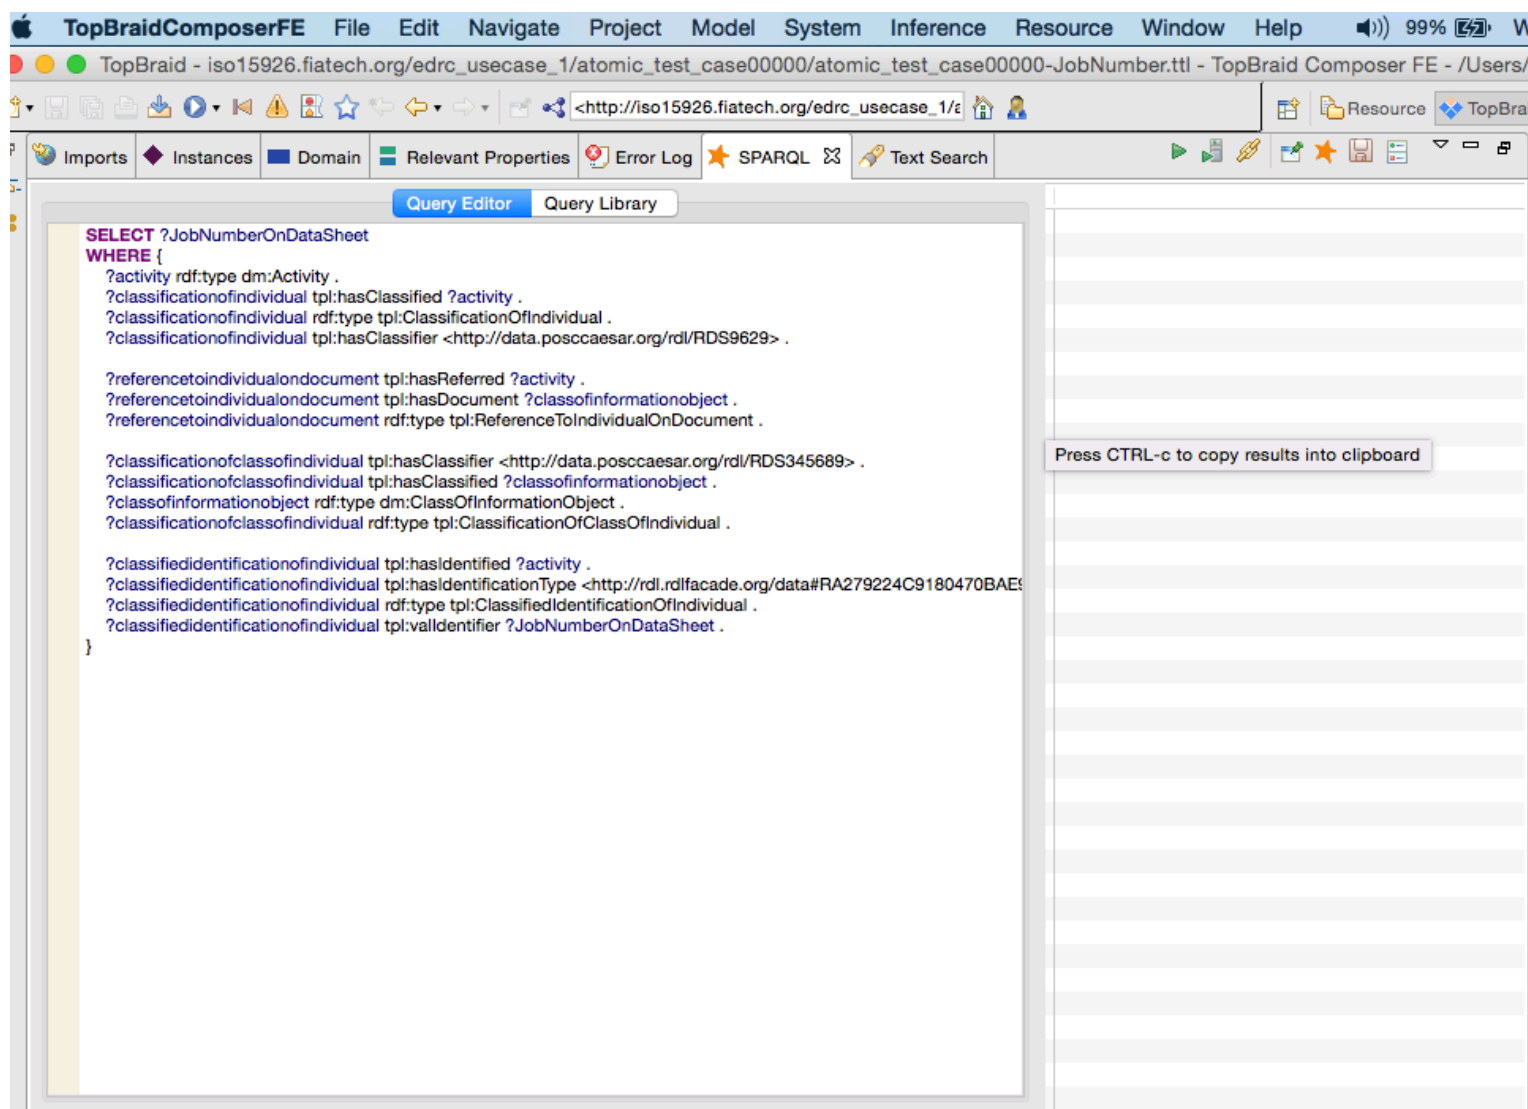 TopBraidComposerFE File Edit Navigate Project Model System Inference Resource Window Help 99%
TopBraid - iso15926.fiatech.org/edrc_usecase_1/atomic_test_case00000/atomic_test_case00000-JobNumber.ttl - TopBraid Composer FE - /Users/
<http://iso15926.fiatech.org/edrc_usecase_1/a Resource TopBra
Imports Instances Domain Relevant Properties Error Log SPARQL Text Search
Query Editor Query Library
SELECT ?JobNumberOnDataSheet
WHERE {
?activity rdf:type dm:Activity .
?classificationofindividual tpl:hasClassified ?activity .
?classificationofindividual rdf:type tpl:ClassificationOfIndividual .
?classificationofindividual tpl:hasClassifier <http://data.posccaesar.org/rdl/RDS9629> .
?referencetoindividualondocument tpl:hasReferred ?activity .
?referencetoindividualondocument tpl:hasDocument ?classofinformationobject .
?referencetoindividualondocument rdf:type tpl:ReferenceToIndividualOnDocument .
?classificationofclassofindividual tpl:hasClassifier <http://data.posccaesar.org/rdl/RDS345689> .
?classificationofclassofindividual tpl:hasClassified ?classofinformationobject .
?classofinformationobject rdf:type dm:ClassOfInformationObject .
?classificationofclassofindividual rdf:type tpl:ClassificationOfClassOfIndividual .
?classifiedidentificationofindividual tpl:hasIdentified ?activity .
?classifiedidentificationofindividual tpl:hasIdentificationType <http://rdl.rdlfacade.org/data#RA279224C9180470BAE9
?classifiedidentificationofindividual rdf:type tpl:ClassifiedIdentificationOfIndividual .
?classifiedidentificationofindividual tpl:valIdentifier ?JobNumberOnDataSheet .
}
Press CTRL-c to copy results into clipboard